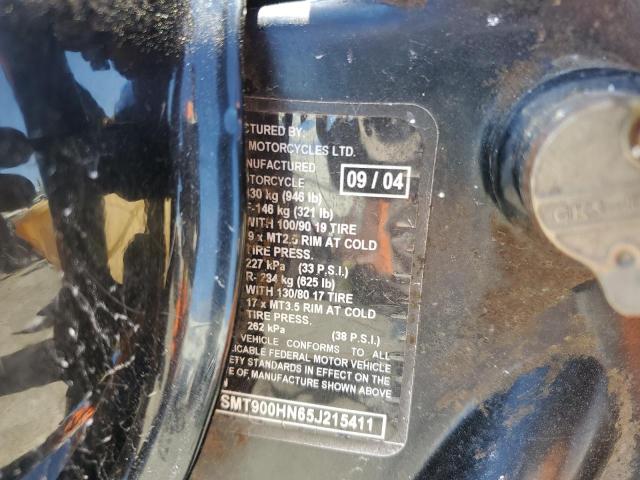 CTURED BY:
MOTORCYCLES LTD.
NUFACTURED
OTORCYCLE 09 / 04
30 kg (946 lb)
F-146 kg (321 lb)
WITH 100/90 19 TIRE
9 x MT2.5 RIM AT COLD
TIRE PRESS.
227 kPa (33 P.S.I.)
R- 284 kg (625 lb)
WITH 130/80 17 TIRE
17 x MT3.5 RIM AT COLD
TIRE PRESS.
262 kPa (38 P.S.I.)
VEHICLE CONFORMS TO ALL
LICABLE FEDERAL MOTOR VEHICLE
ETY STANDARDS IN EFFECT ON THE
E OF MANUFACTURE SHOWN ABOVE
SMT900HN65J215411